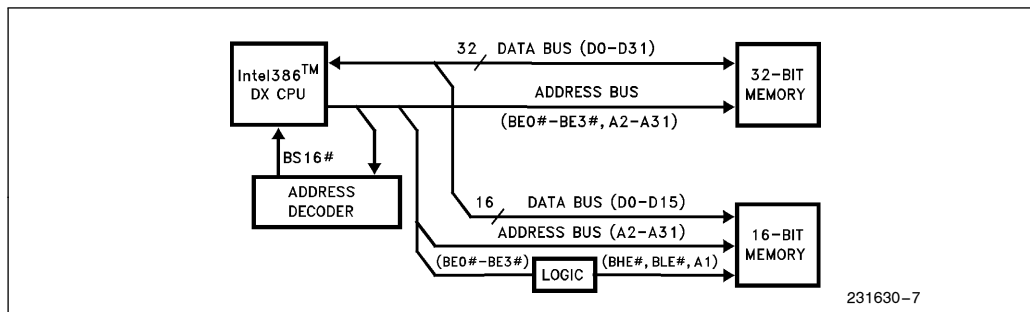 32 DATA BUS (D0-D31)
Intel386™
DX CPU
32-BIT
MEMORY
ADDRESS BUS
(BE0#-BE3#, A2-A31)
BS16#
ADDRESS
DECODER
16 DATA BUS (D0-D15)
ADDRESS BUS (A2-A31)
16-BIT
MEMORY
(BE0#-BE3#)
LOGIC
(BHE#, BLE#, A1)
231630-7